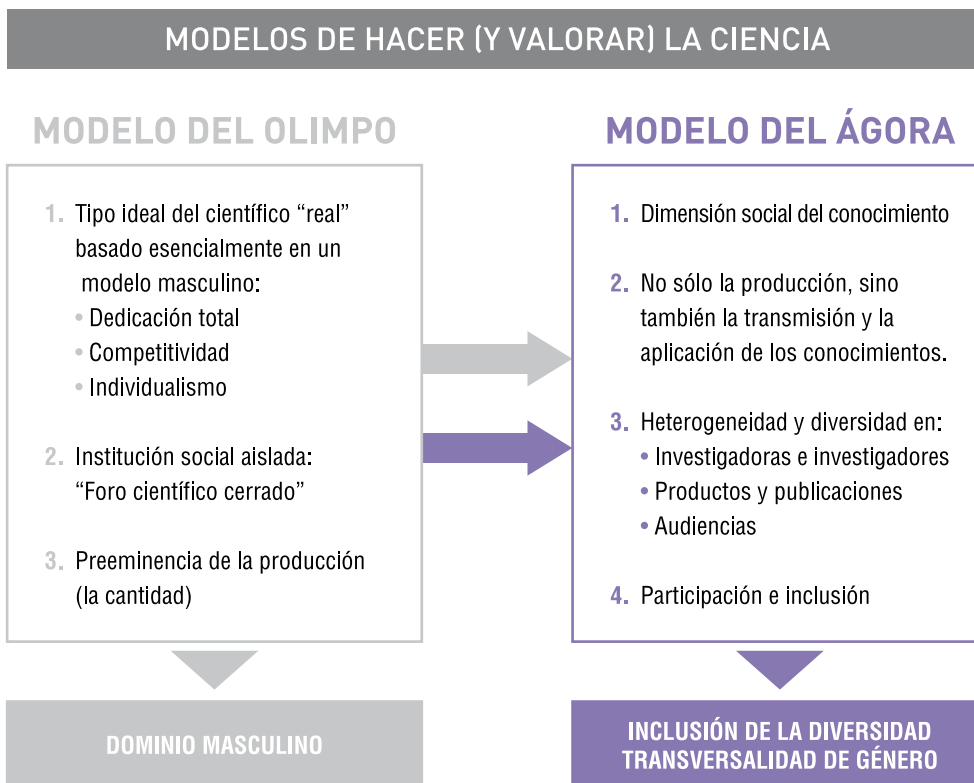 MODELOS DE HACER (Y VALORAR) LA CIENCIA
MODELO DEL OLIMPO
1. Tipo ideal del científico “real”
basado esencialmente en un
modelo masculino:
• Dedicación total
• Competitividad
• Individualismo
2. Institución social aislada:
“Foro científico cerrado”
3. Preeminencia de la producción
(la cantidad)
DOMINIO MASCULINO
MODELO DEL ÁGORA
1. Dimensión social del conocimiento
2. No sólo la producción, sino
también la transmisión y la
aplicación de los conocimientos.
3. Heterogeneidad y diversidad en:
• Investigadoras e investigadores
• Productos y publicaciones
• Audiencias
4. Participación e inclusión
INCLUSIÓN DE LA DIVERSIDAD
TRANSVERSALIDAD DE GÉNERO